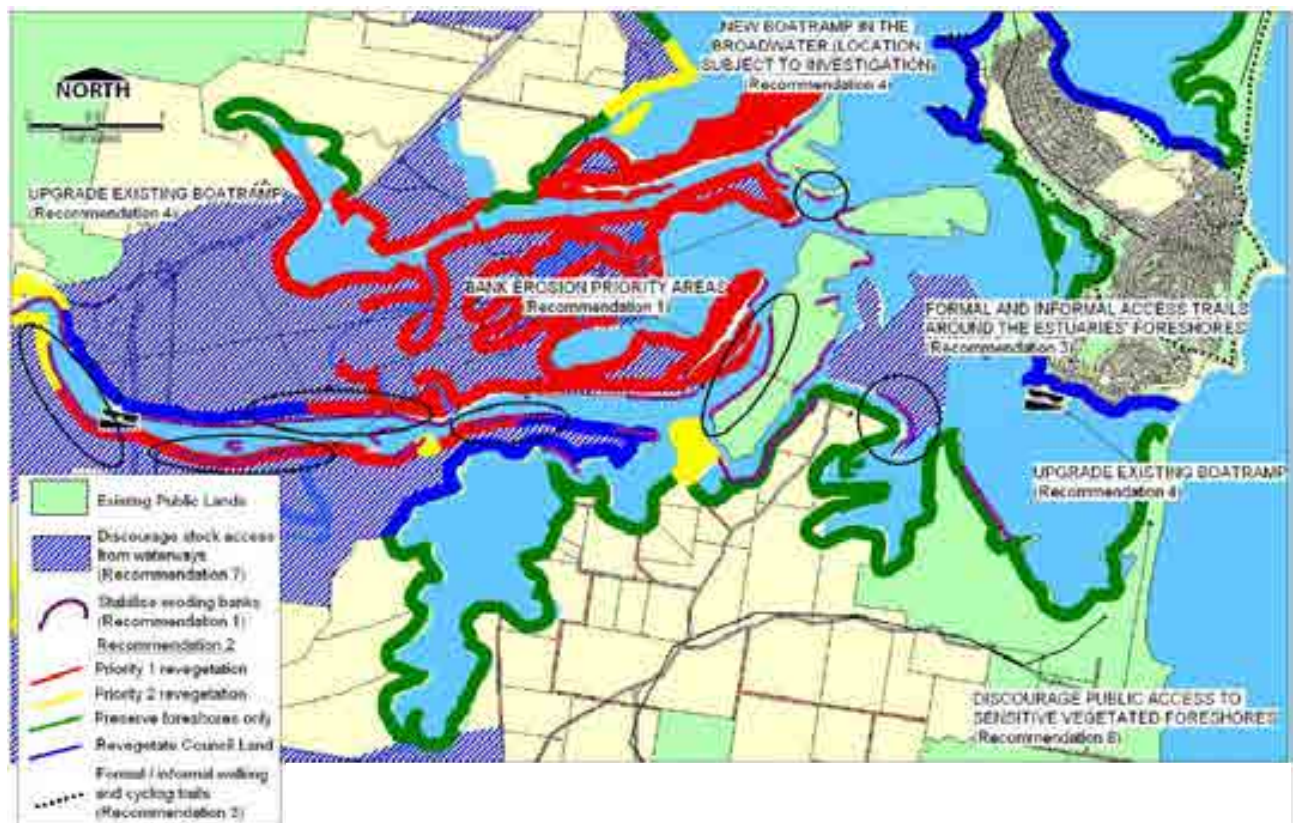 NEW BOATRAMP IN THE
BROADWATER (LOCATION
SUBJECT TO INVESTIGATION)
(Recommendation 4)
NORTH
UPGRADE EXISTING BOATRAMP
(Recommendation 4)
BANK EROSION PRIORITY AREAS
(Recommendation 1)
FORMAL AND INFORMAL ACCESS TRAILS
AROUND THE ESTUARIES' FORESHORES
(Recommendation 3)
UPGRADE EXISTING BOATRAMP
(Recommendation 4)
DISCOURAGE PUBLIC ACCESS TO
SENSITIVE VEGETATED FORESHORES
(Recommendation 8)
Existing Public Lands
Discourage stock access
from waterways
(Recommendation 7)
Stabilise eroding banks
(Recommendation 1)
Recommendation 2
Priority 1 revegetation
Priority 2 revegetation
Preserve foreshores only
Revegetate Council Land
Formal / informal walking
and cycling trails
(Recommendation 3)